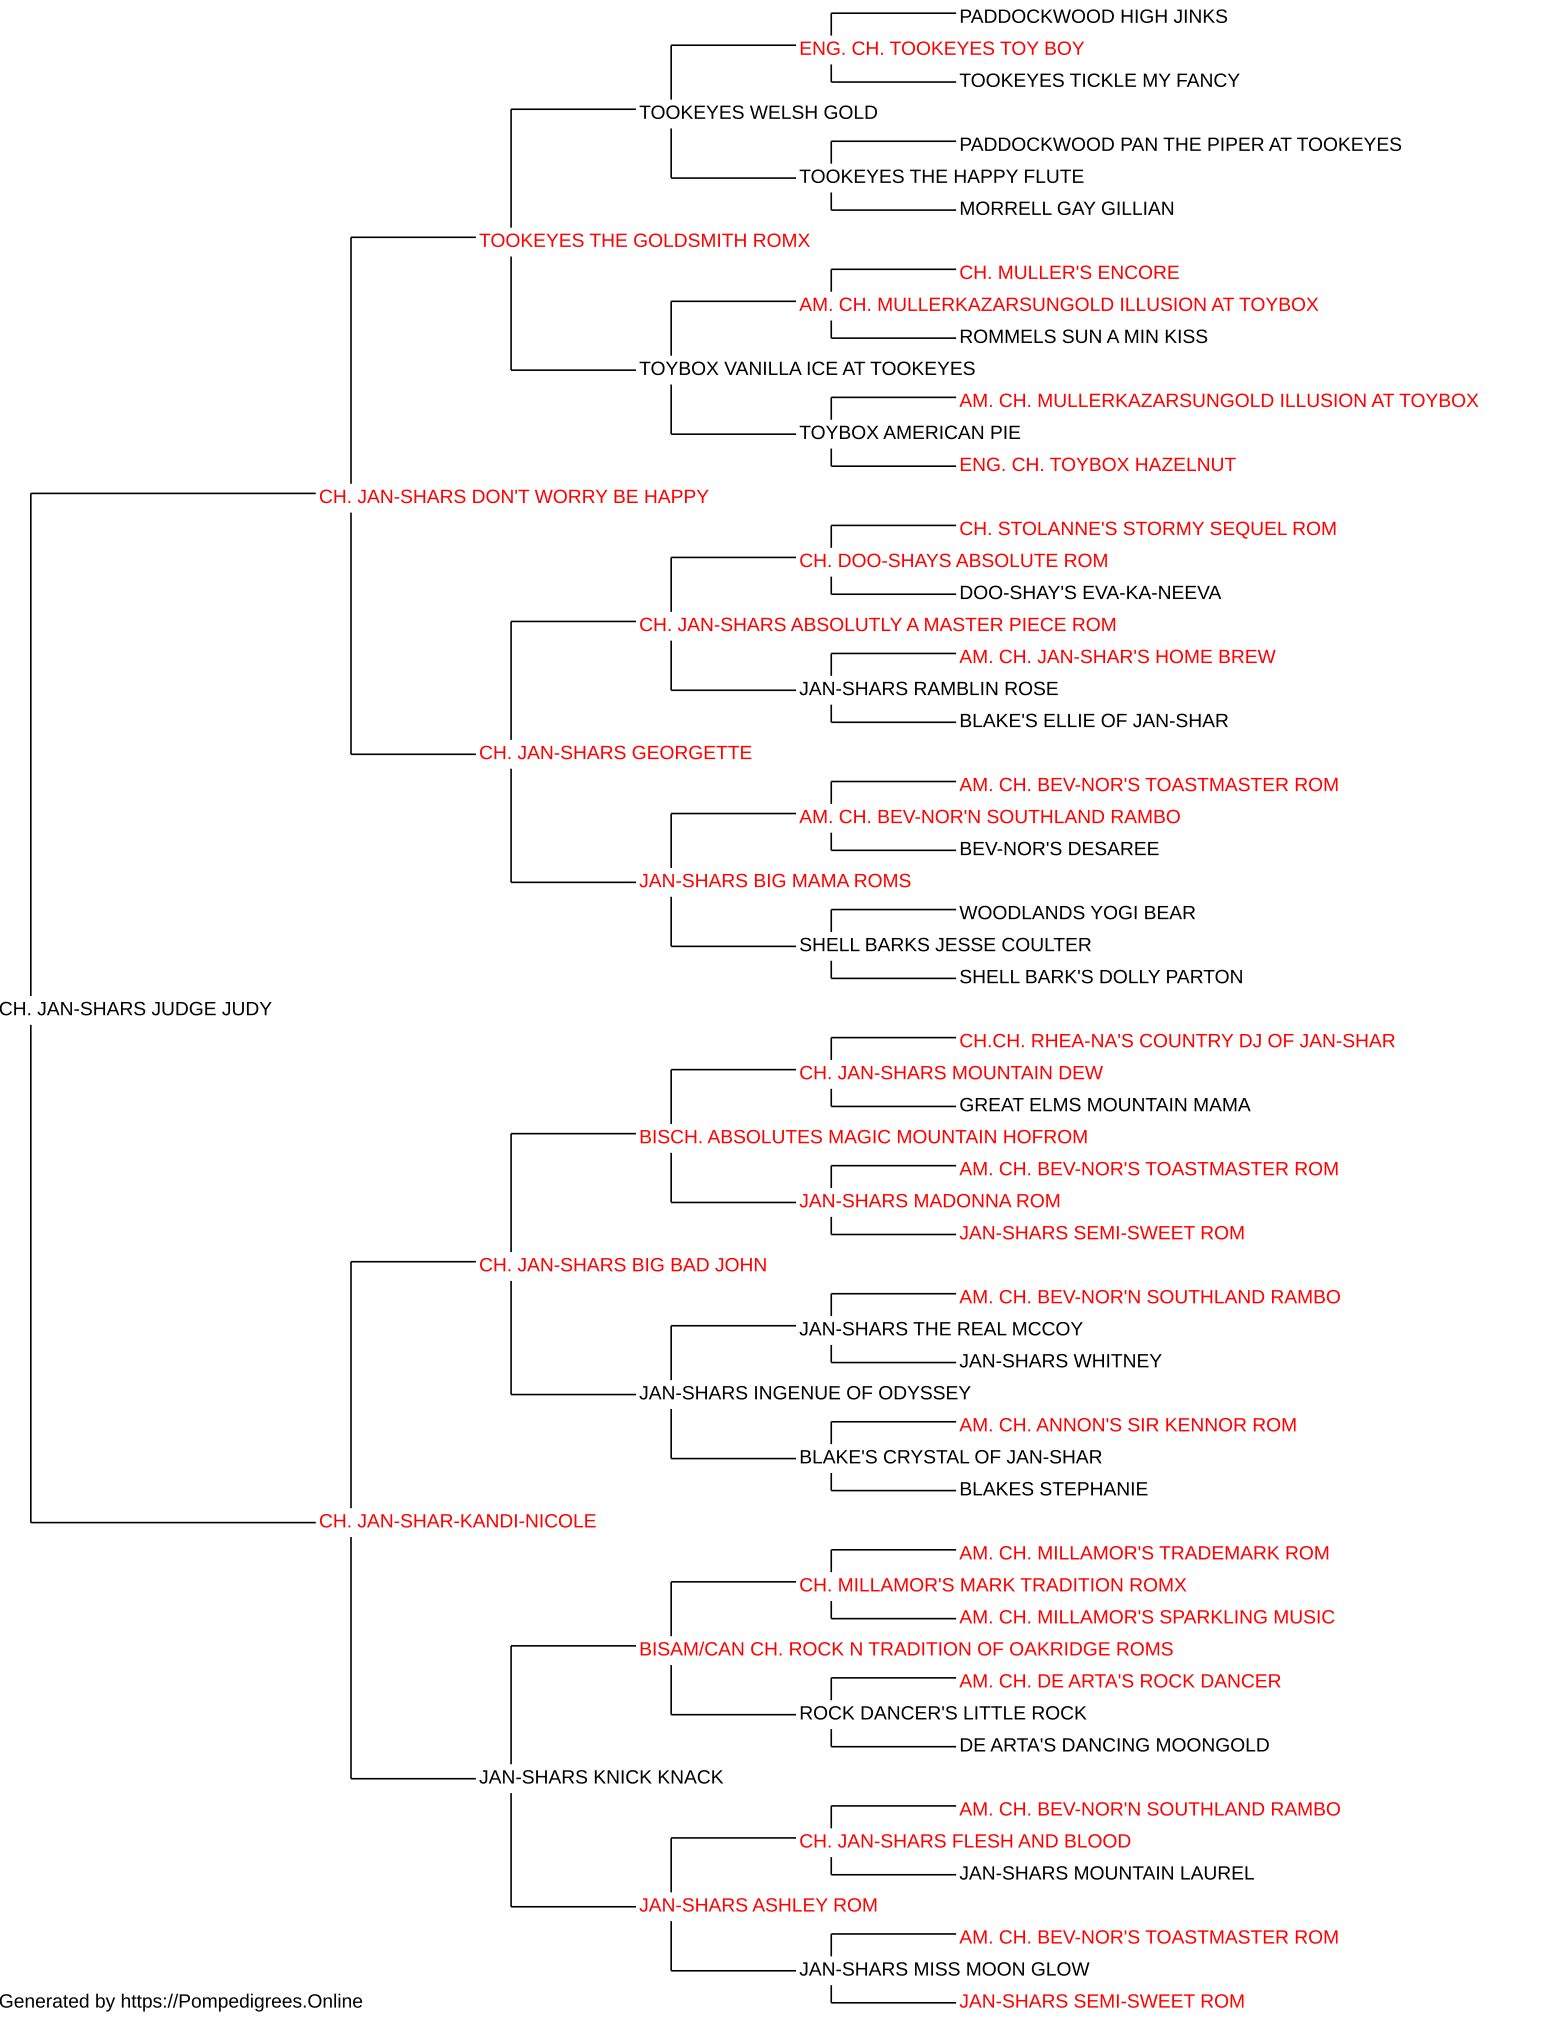 PADDOCKWOOD HIGH JINKS
ENG. CH. TOOKEYES TOY BOY
TOOKEYES TICKLE MY FANCY
TOOKEYES WELSH GOLD
PADDOCKWOOD PAN THE PIPER AT TOOKEYES
TOOKEYES THE HAPPY FLUTE
MORRELL GAY GILLIAN
TOOKEYES THE GOLDSMITH ROMX
CH. MULLER'S ENCORE
AM. CH. MULLERKAZARSUNGOLD ILLUSION AT TOYBOX
ROMMELS SUN A MIN KISS
TOYBOX VANILLA ICE AT TOOKEYES
AM. CH. MULLERKAZARSUNGOLD ILLUSION AT TOYBOX
TOYBOX AMERICAN PIE
ENG. CH. TOYBOX HAZELNUT
CH. JAN-SHARS DON'T WORRY BE HAPPY
CH. STOLANNE'S STORMY SEQUEL ROM
CH. DOO-SHAYS ABSOLUTE ROM
DOO-SHAY'S EVA-KA-NEEVA
CH. JAN-SHARS ABSOLUTLY A MASTER PIECE ROM
AM. CH. JAN-SHAR'S HOME BREW
JAN-SHARS RAMBLIN ROSE
BLAKE'S ELLIE OF JAN-SHAR
CH. JAN-SHARS GEORGETTE
AM. CH. BEV-NOR'S TOASTMASTER ROM
AM. CH. BEV-NOR'N SOUTHLAND RAMBO
BEV-NOR'S DESAREE
JAN-SHARS BIG MAMA ROMS
WOODLANDS YOGI BEAR
SHELL BARKS JESSE COULTER
SHELL BARK'S DOLLY PARTON
CH. JAN-SHARS JUDGE JUDY
CH.CH. RHEA-NA'S COUNTRY DJ OF JAN-SHAR
CH. JAN-SHARS MOUNTAIN DEW
GREAT ELMS MOUNTAIN MAMA
BISCH. ABSOLUTES MAGIC MOUNTAIN HOFROM
AM. CH. BEV-NOR'S TOASTMASTER ROM
JAN-SHARS MADONNA ROM
JAN-SHARS SEMI-SWEET ROM
CH. JAN-SHARS BIG BAD JOHN
AM. CH. BEV-NOR'N SOUTHLAND RAMBO
JAN-SHARS THE REAL MCCOY
JAN-SHARS WHITNEY
JAN-SHARS INGENUE OF ODYSSEY
AM. CH. ANNON'S SIR KENNOR ROM
BLAKE'S CRYSTAL OF JAN-SHAR
BLAKES STEPHANIE
CH. JAN-SHAR-KANDI-NICOLE
AM. CH. MILLAMOR'S TRADEMARK ROM
CH. MILLAMOR'S MARK TRADITION ROMX
AM. CH. MILLAMOR'S SPARKLING MUSIC
BISAM/CAN CH. ROCK N TRADITION OF OAKRIDGE ROMS
AM. CH. DE ARTA'S ROCK DANCER
ROCK DANCER'S LITTLE ROCK
DE ARTA'S DANCING MOONGOLD
JAN-SHARS KNICK KNACK
AM. CH. BEV-NOR'N SOUTHLAND RAMBO
CH. JAN-SHARS FLESH AND BLOOD
JAN-SHARS MOUNTAIN LAUREL
JAN-SHARS ASHLEY ROM
AM. CH. BEV-NOR'S TOASTMASTER ROM
JAN-SHARS MISS MOON GLOW
JAN-SHARS SEMI-SWEET ROM
Generated by https://Pompedigrees.Online